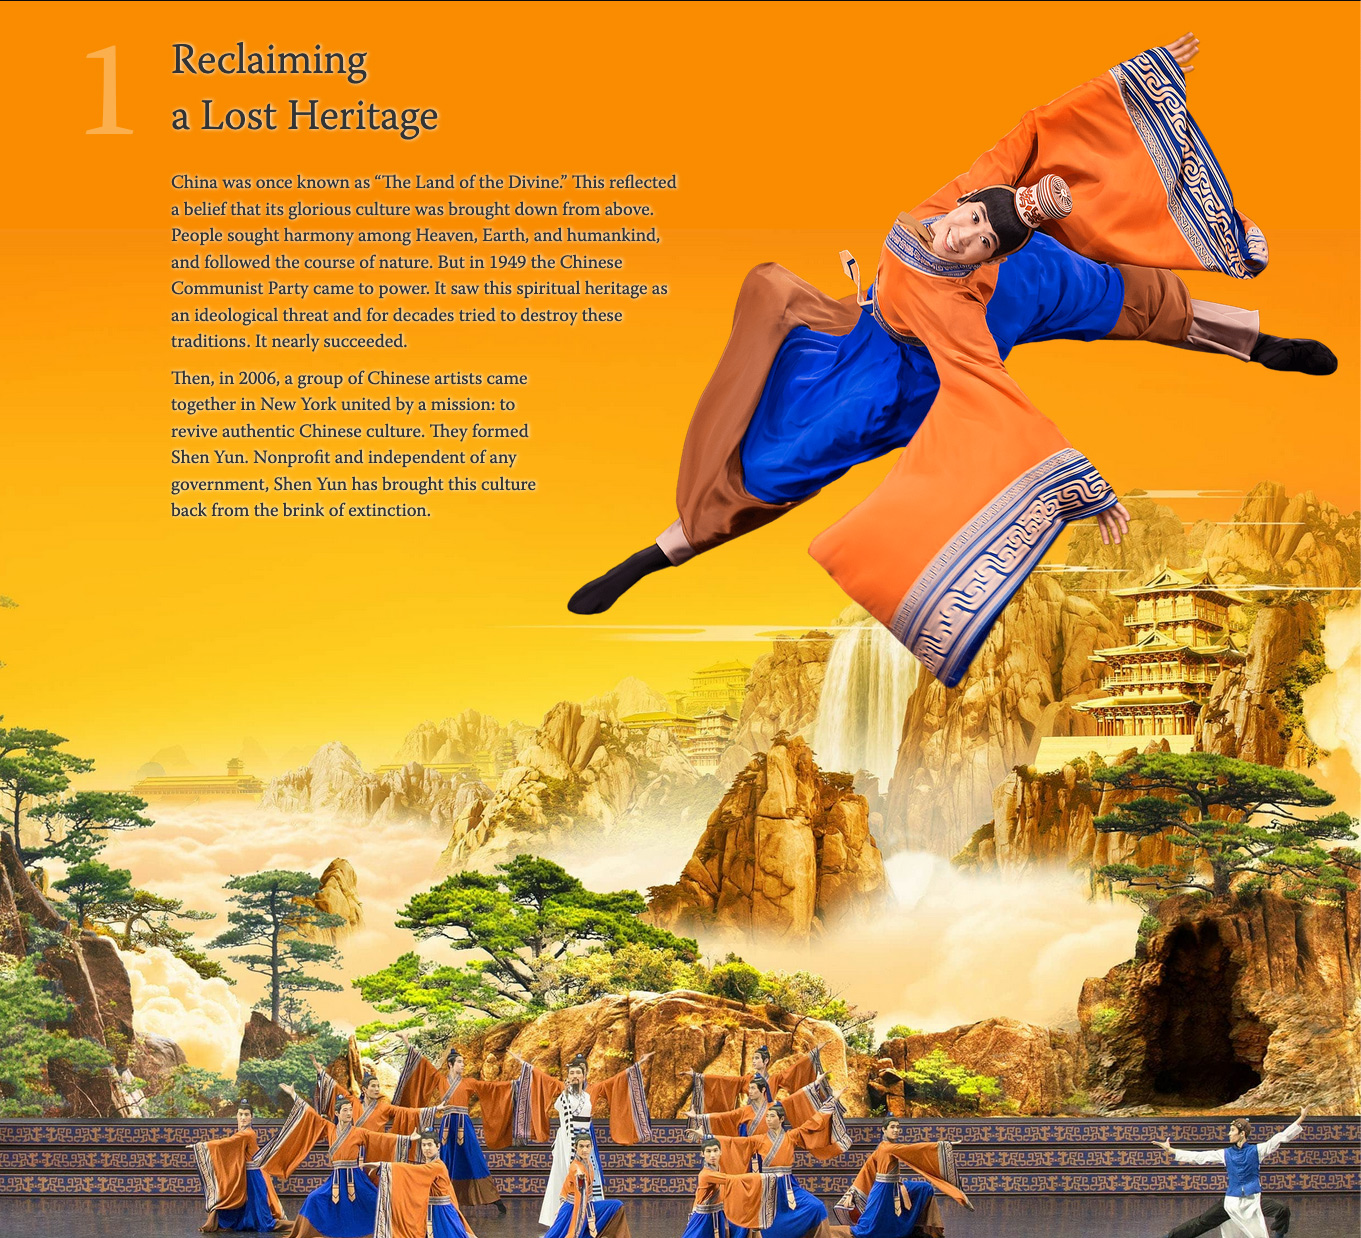 1
Reclaiming
a Lost Heritage
China was once known as “The Land of the Divine.” This reflected
a belief that its glorious culture was brought down from above.
People sought harmony among Heaven, Earth, and humankind,
and followed the course of nature. But in 1949 the Chinese
Communist Party came to power. It saw this spiritual heritage as
an ideological threat and for decades tried to destroy these
traditions. It nearly succeeded.
Then, in 2006, a group of Chinese artists came
together in New York united by a mission: to
revive authentic Chinese culture. They formed
Shen Yun. Nonprofit and independent of any
government, Shen Yun has brought this culture
back from the brink of extinction.